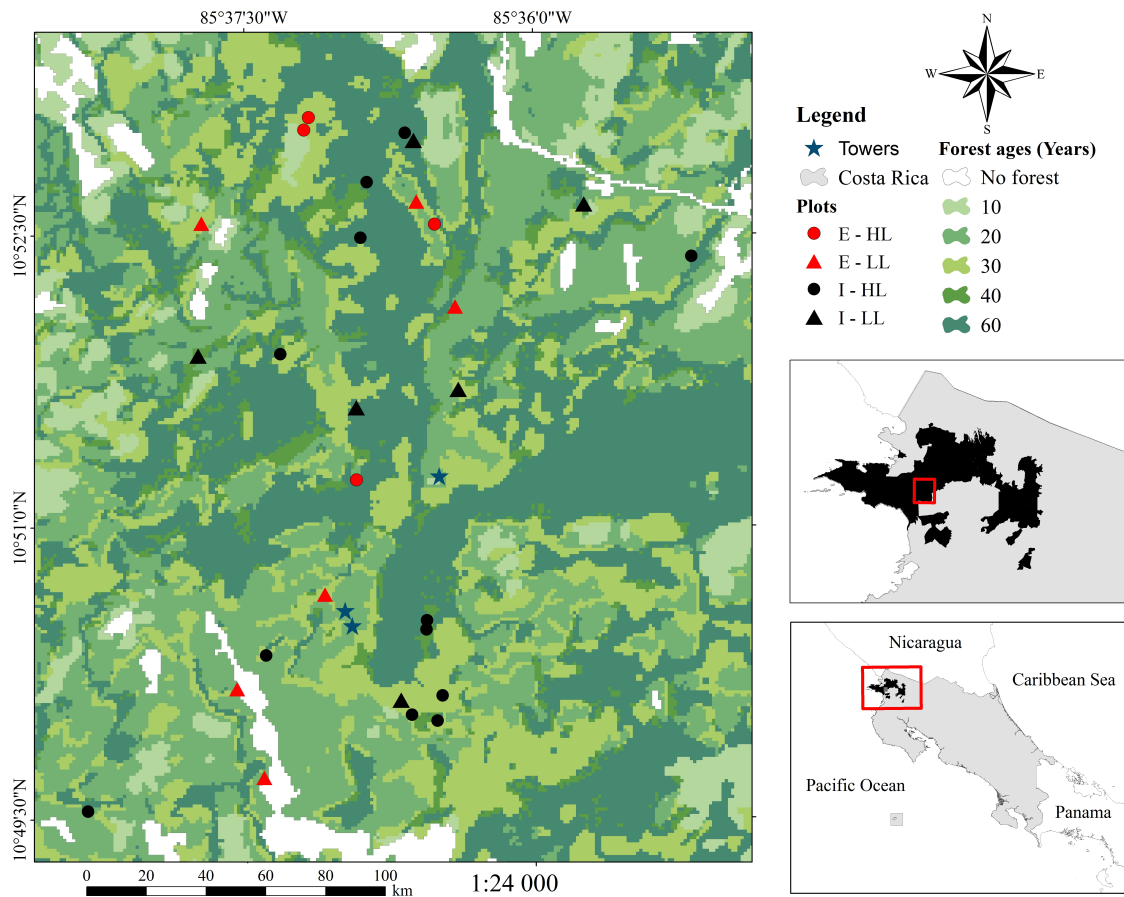 85°37'30"W
85°36'0"W
10°52'30"N
10°51'0"N
10°49'30"N
0 20 40 60 80 100
km
1:24 000
N
W E
S
Legend
Towers
Costa Rica
Plots
E - HL
E - LL
I - HL
I - LL
Forest ages (Years)
No forest
10
20
30
40
60
Nicaragua
Caribbean Sea
Pacific Ocean
Panama